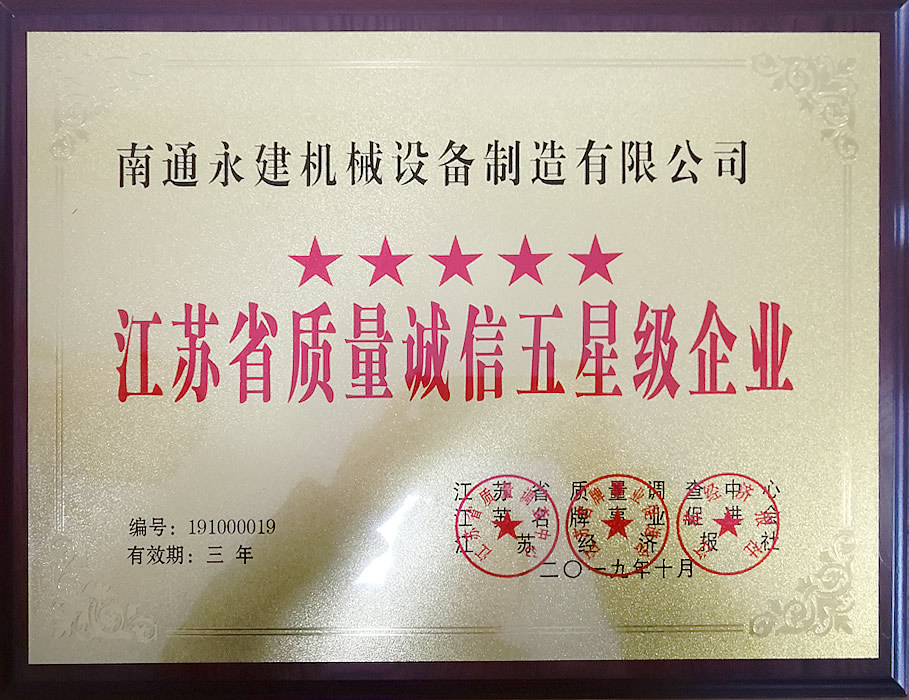 南通永建机械设备制造有限公司
★★★★★
江苏省质量诚信五星级企业
江苏省质量调查中心
江苏名牌事业促进会
江苏经济报社
二〇一九年十月
编号：191000019
有效期：三年